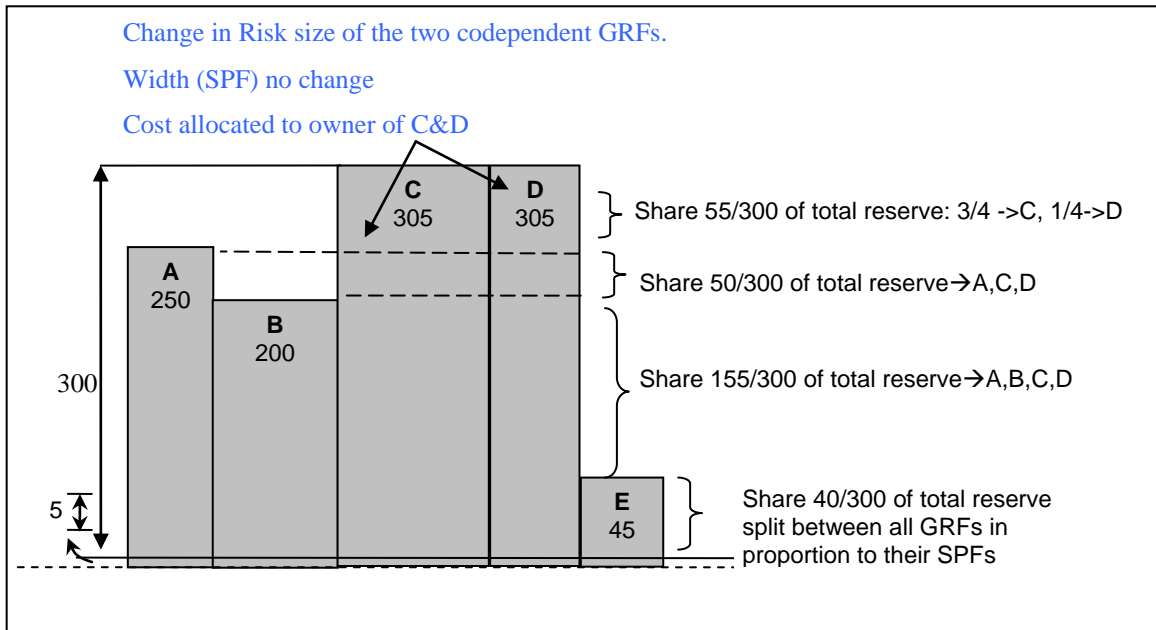 Change in Risk size of the two codependent GRFs.
Width (SPF) no change
Cost allocated to owner of C&D
C
305
D
305
Share 55/300 of total reserve: 3/4 ->C, 1/4->D
A
250
Share 50/300 of total reserve→A,C,D
B
200
300
Share 155/300 of total reserve→A,B,C,D
5
E
45
Share 40/300 of total reserve
split between all GRFs in
proportion to their SPFs